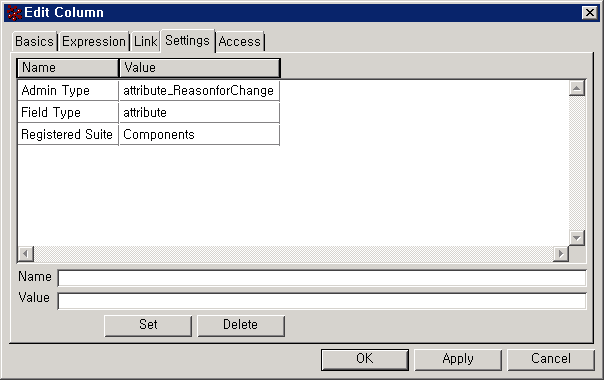 Edit Column
Basics Expression Link Settings Access
Name Value
Admin Type attribute_ReasonforChange
Field Type attribute
Registered Suite Components
Name
Value
Set Delete
OK Apply Cancel